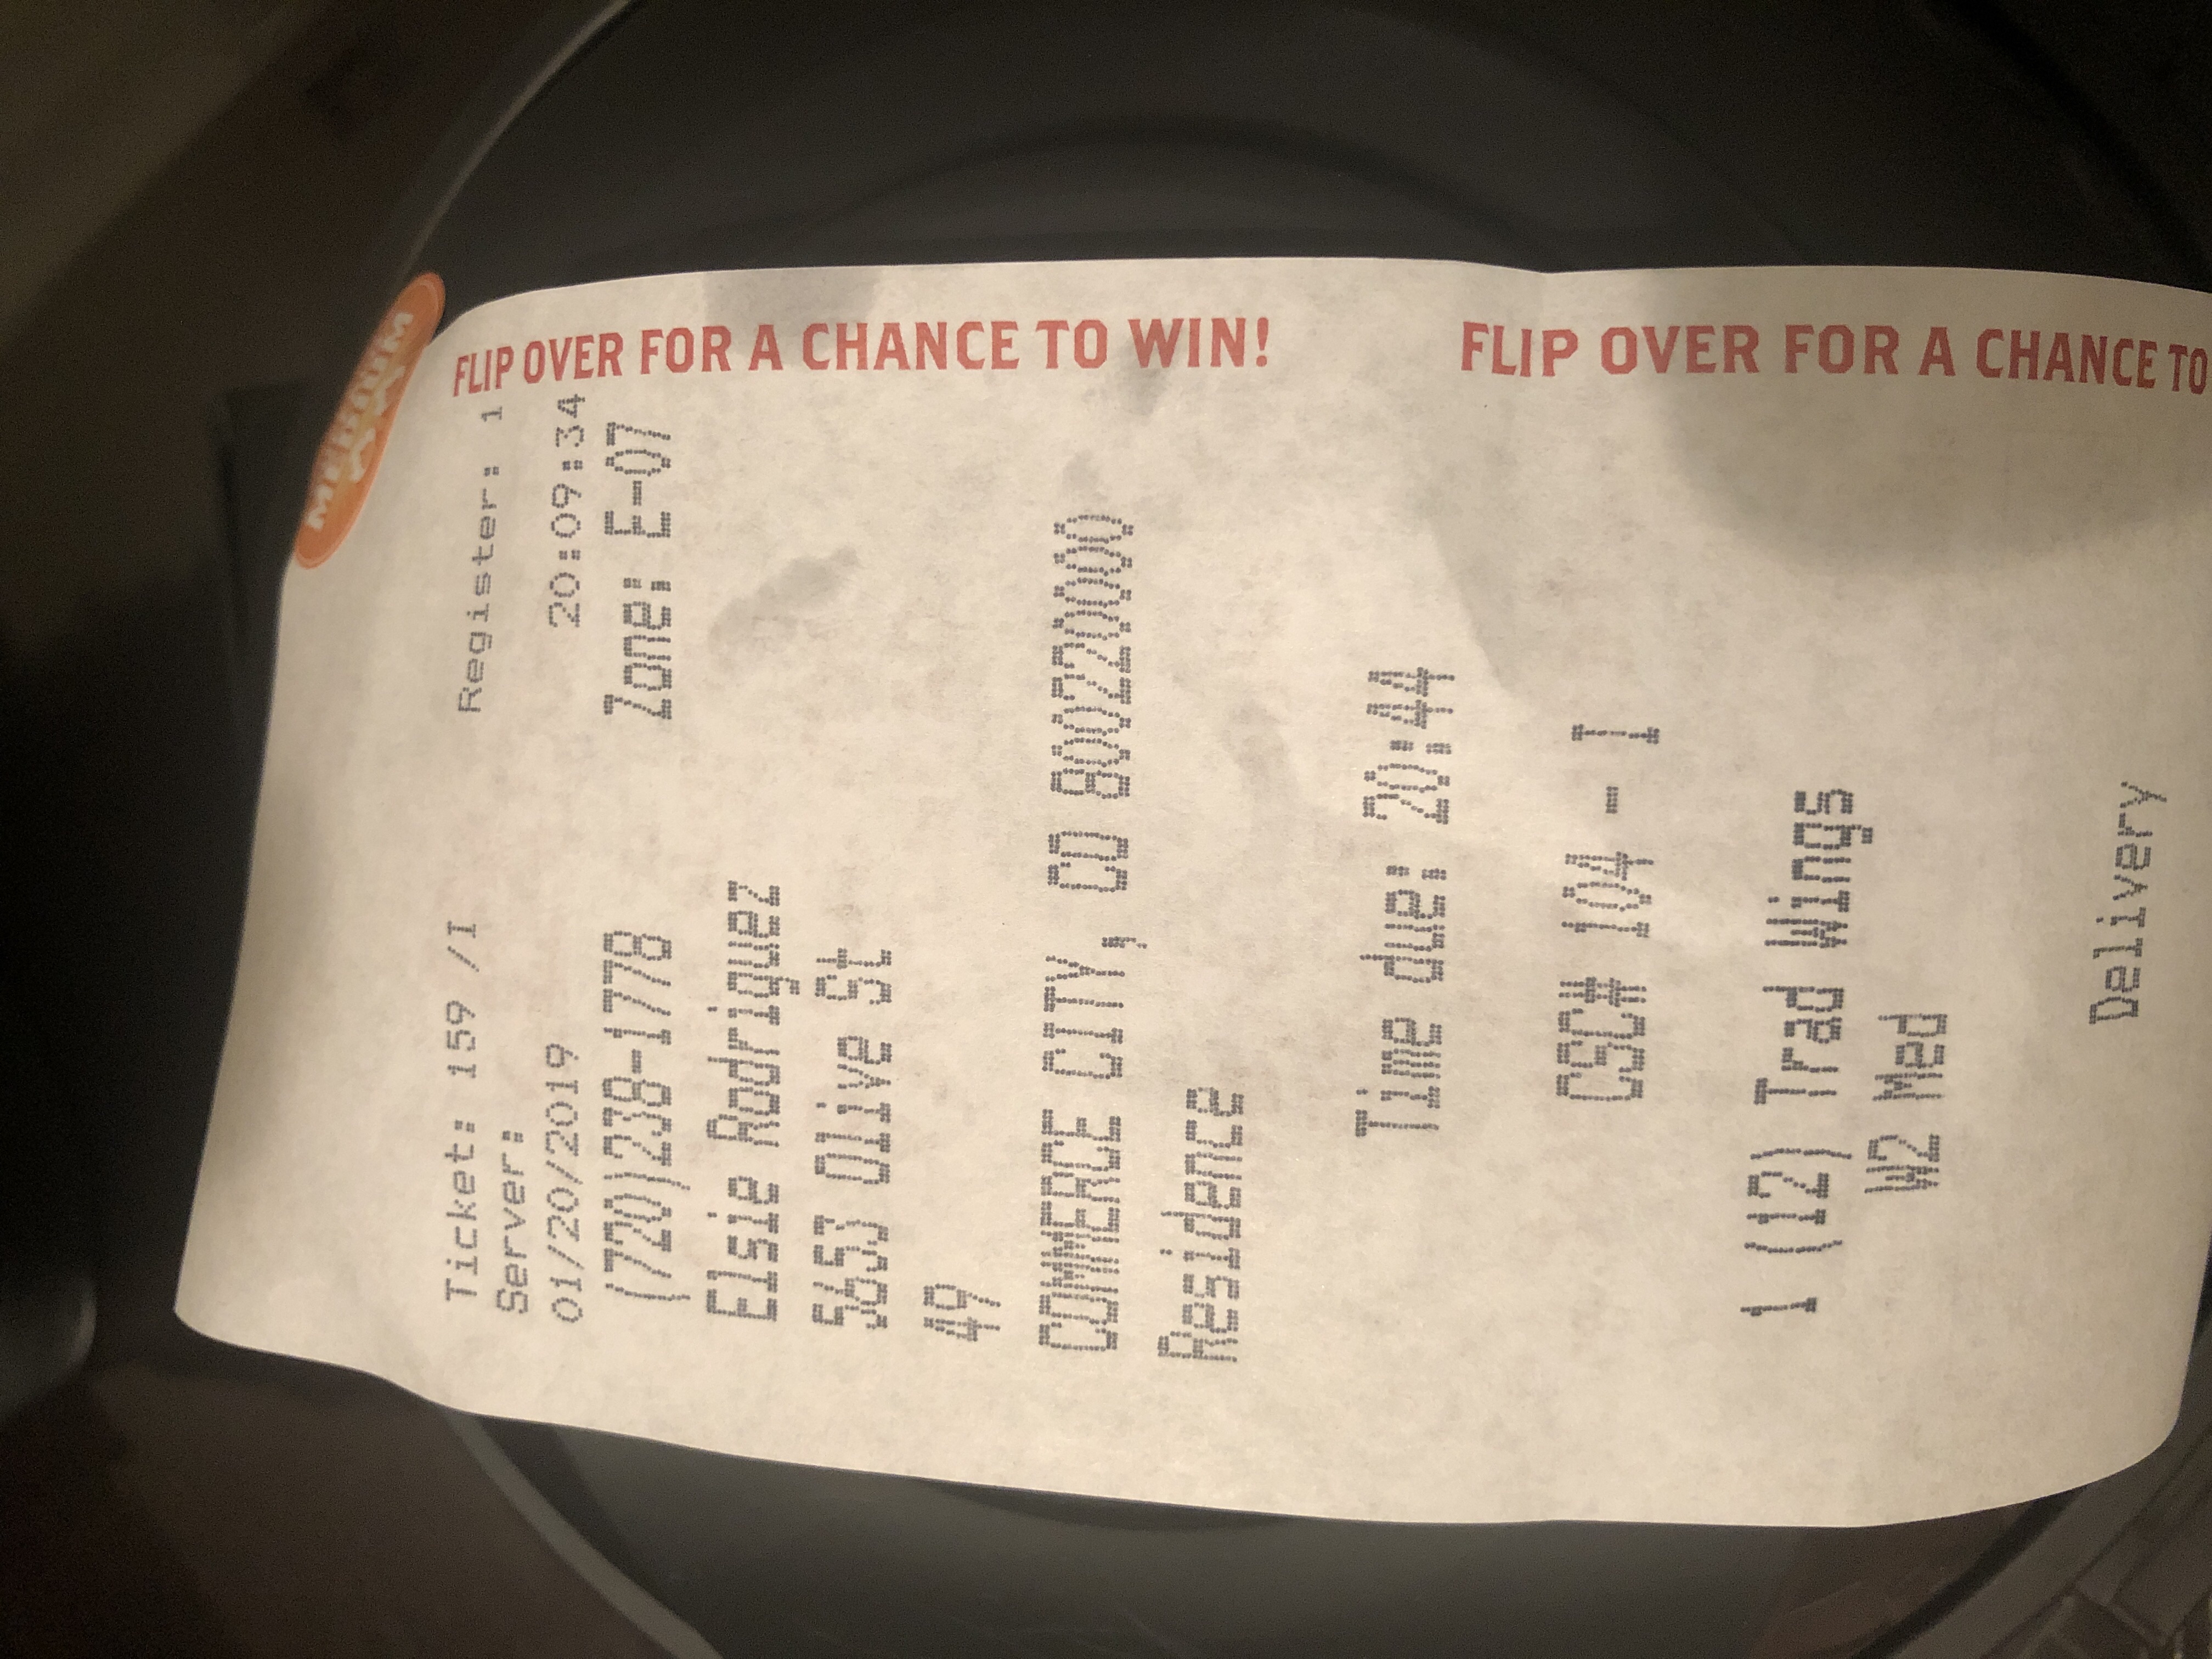 MEDIUM
FLIP OVER FOR A CHANCE TO WIN!
FLIP OVER FOR A CHANCE TO
Ticket: 159 /I Register: 1
Server:
01/20/2019 20:09:34
(720)238-1778 Zone: E-07
Elsie Rodriguez
5653 Olive St
49
COMMERCE CITY, CO 800220000
Residence
Time due: 20:44
CSC# 104 - 1
1 (12) Trad Wings
W2 Med
Delivery